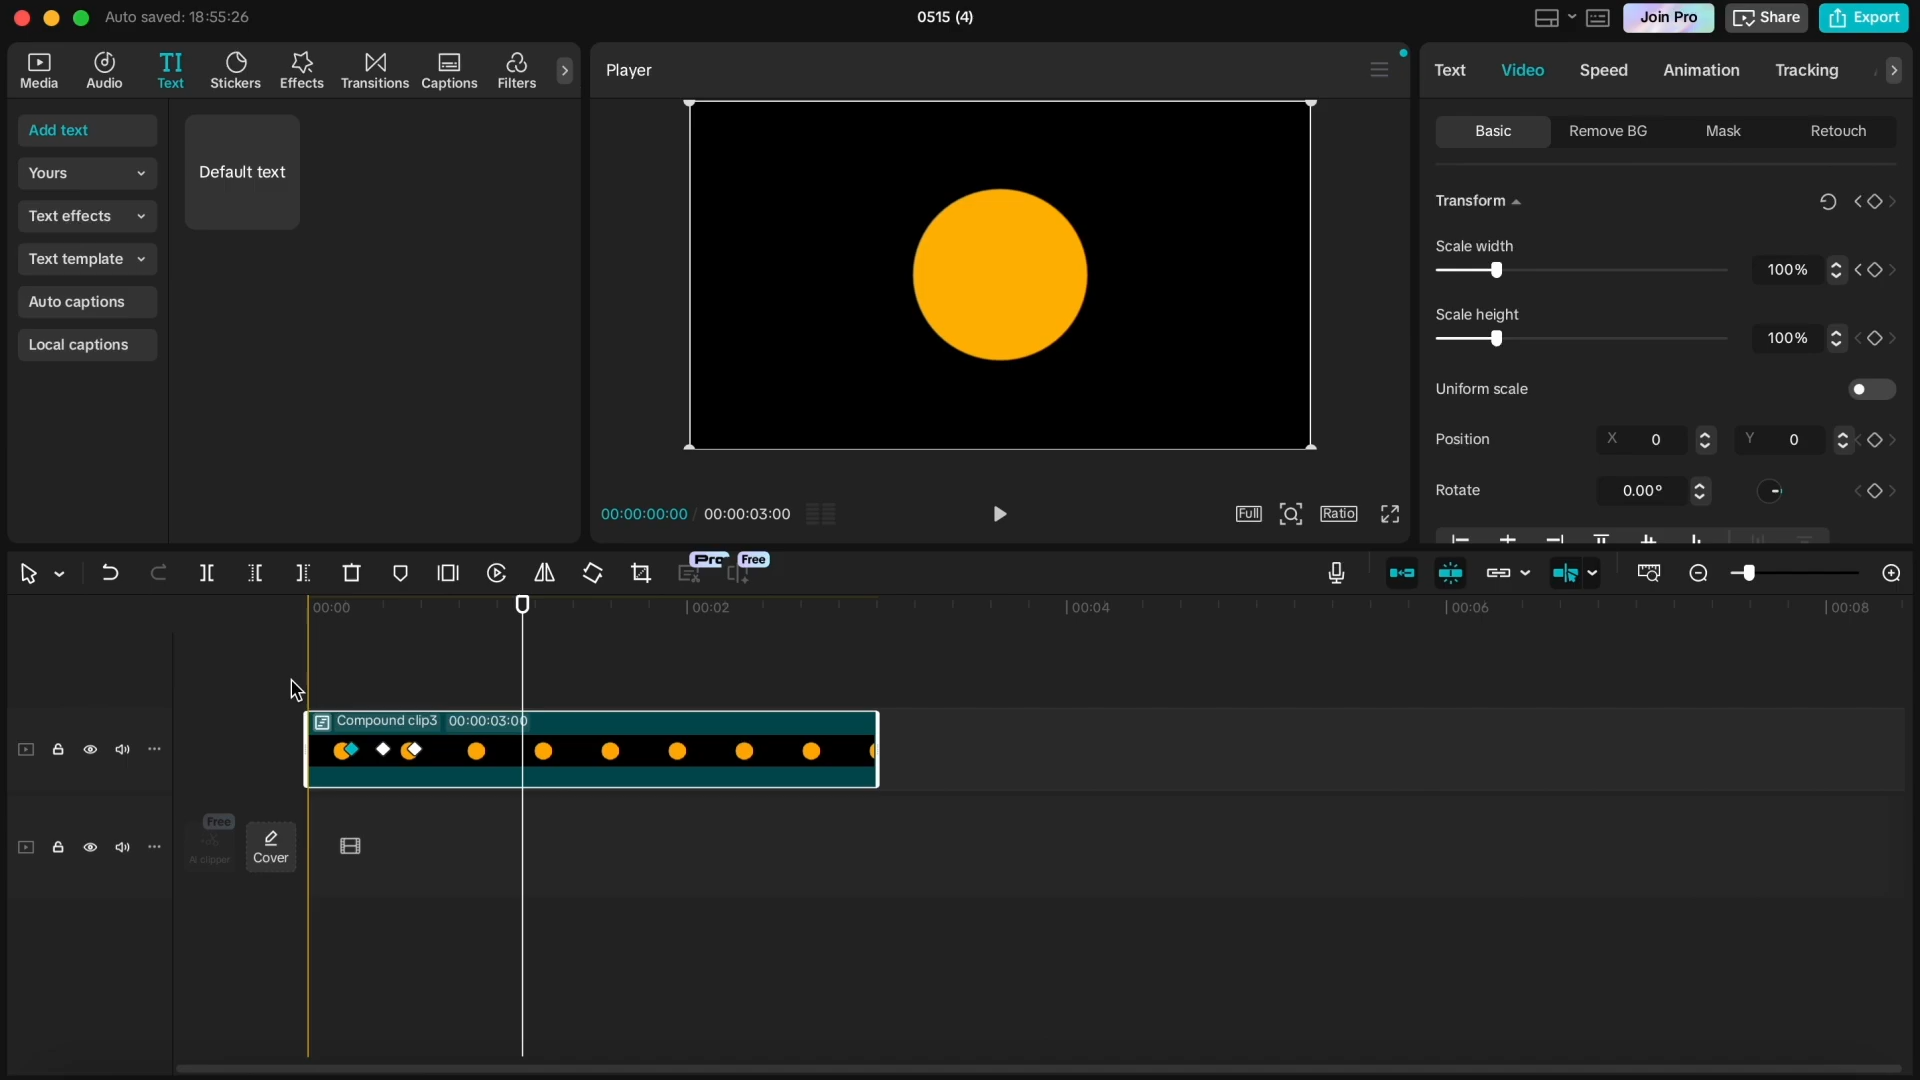 Auto saved: 18:55:26
0515 (4)
Join Pro
Share
Export
Media
Audio
TI
Text
Stickers
Effects
Transitions
Captions
Filters
Player
Text
Video
Speed
Animation
Tracking
Add text
Yours
Text effects
Text template
Auto captions
Local captions
Default text
Basic
Remove BG
Mask
Retouch
Transform
Scale width
100%
Scale height
100%
Uniform scale
Position
X 0
Y 0
Rotate
0.00°
00:00:00:00 / 00:00:03:00
Full
Ratio
Pro
Free
00:00
00:02
00:04
00:06
00:08
Compound clip3 00:00:03:00
Free
AI clipper
Cover